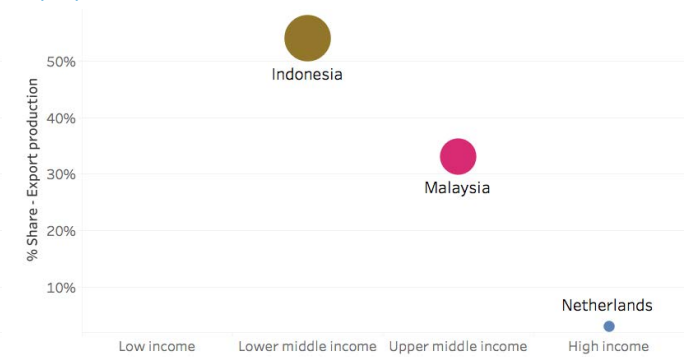 50%
Indonesia
40%
30%
Malaysia
20%
10%
Netherlands
% Share - Export production
Low income
Lower middle income
Upper middle income
High income